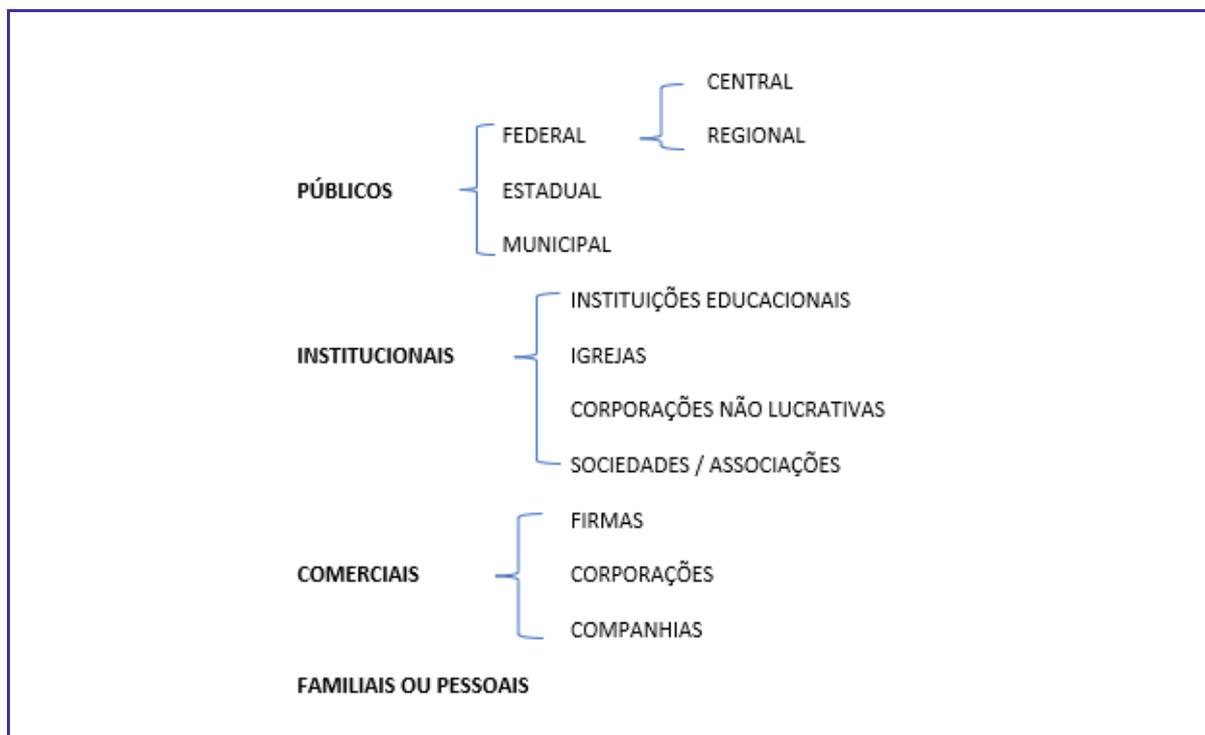 CENTRAL
FEDERAL REGIONAL
PÚBLICOS ESTADUAL
MUNICIPAL
INSTITUIÇÕES EDUCACIONAIS
INSTITUCIONAIS IGREJAS
CORPORAÇÕES NÃO LUCRATIVAS
SOCIEDADES / ASSOCIAÇÕES
FIRMAS
COMERCIAIS CORPORAÇÕES
COMPANHIAS
FAMILIAIS OU PESSOAIS